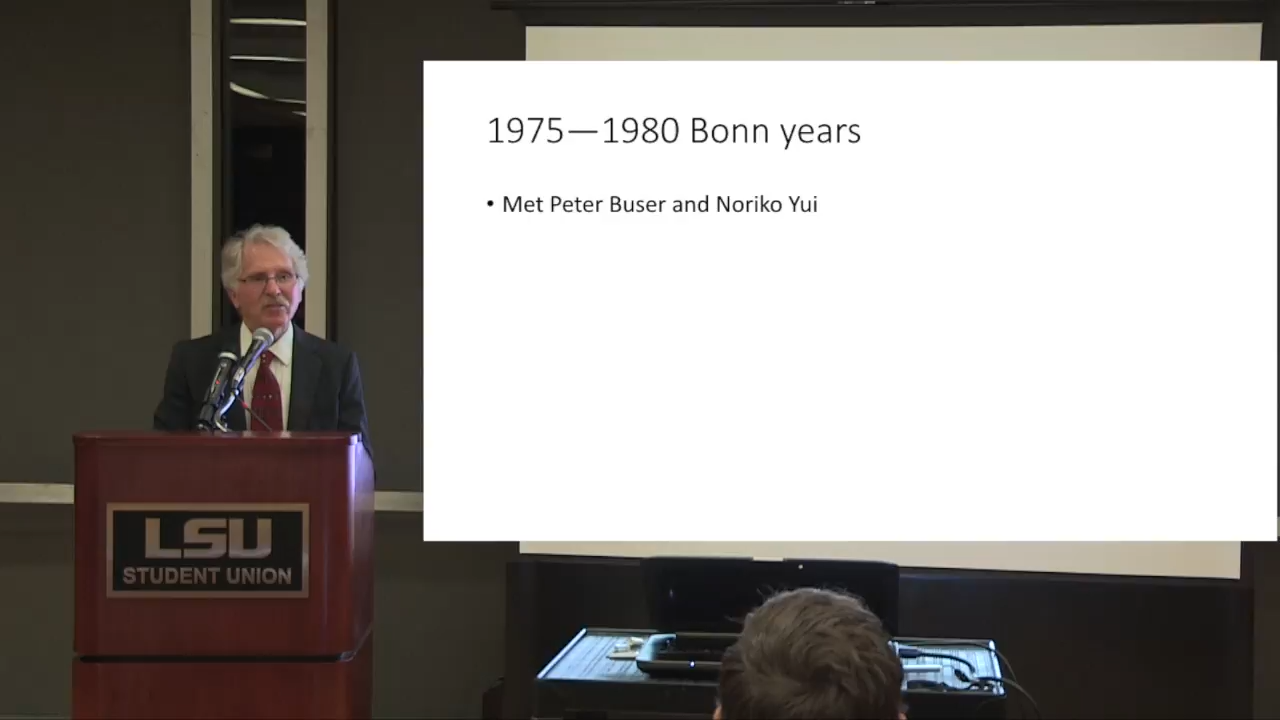 1975—1980 Bonn years
• Met Peter Buser and Noriko Yui
LSU
STUDENT UNION